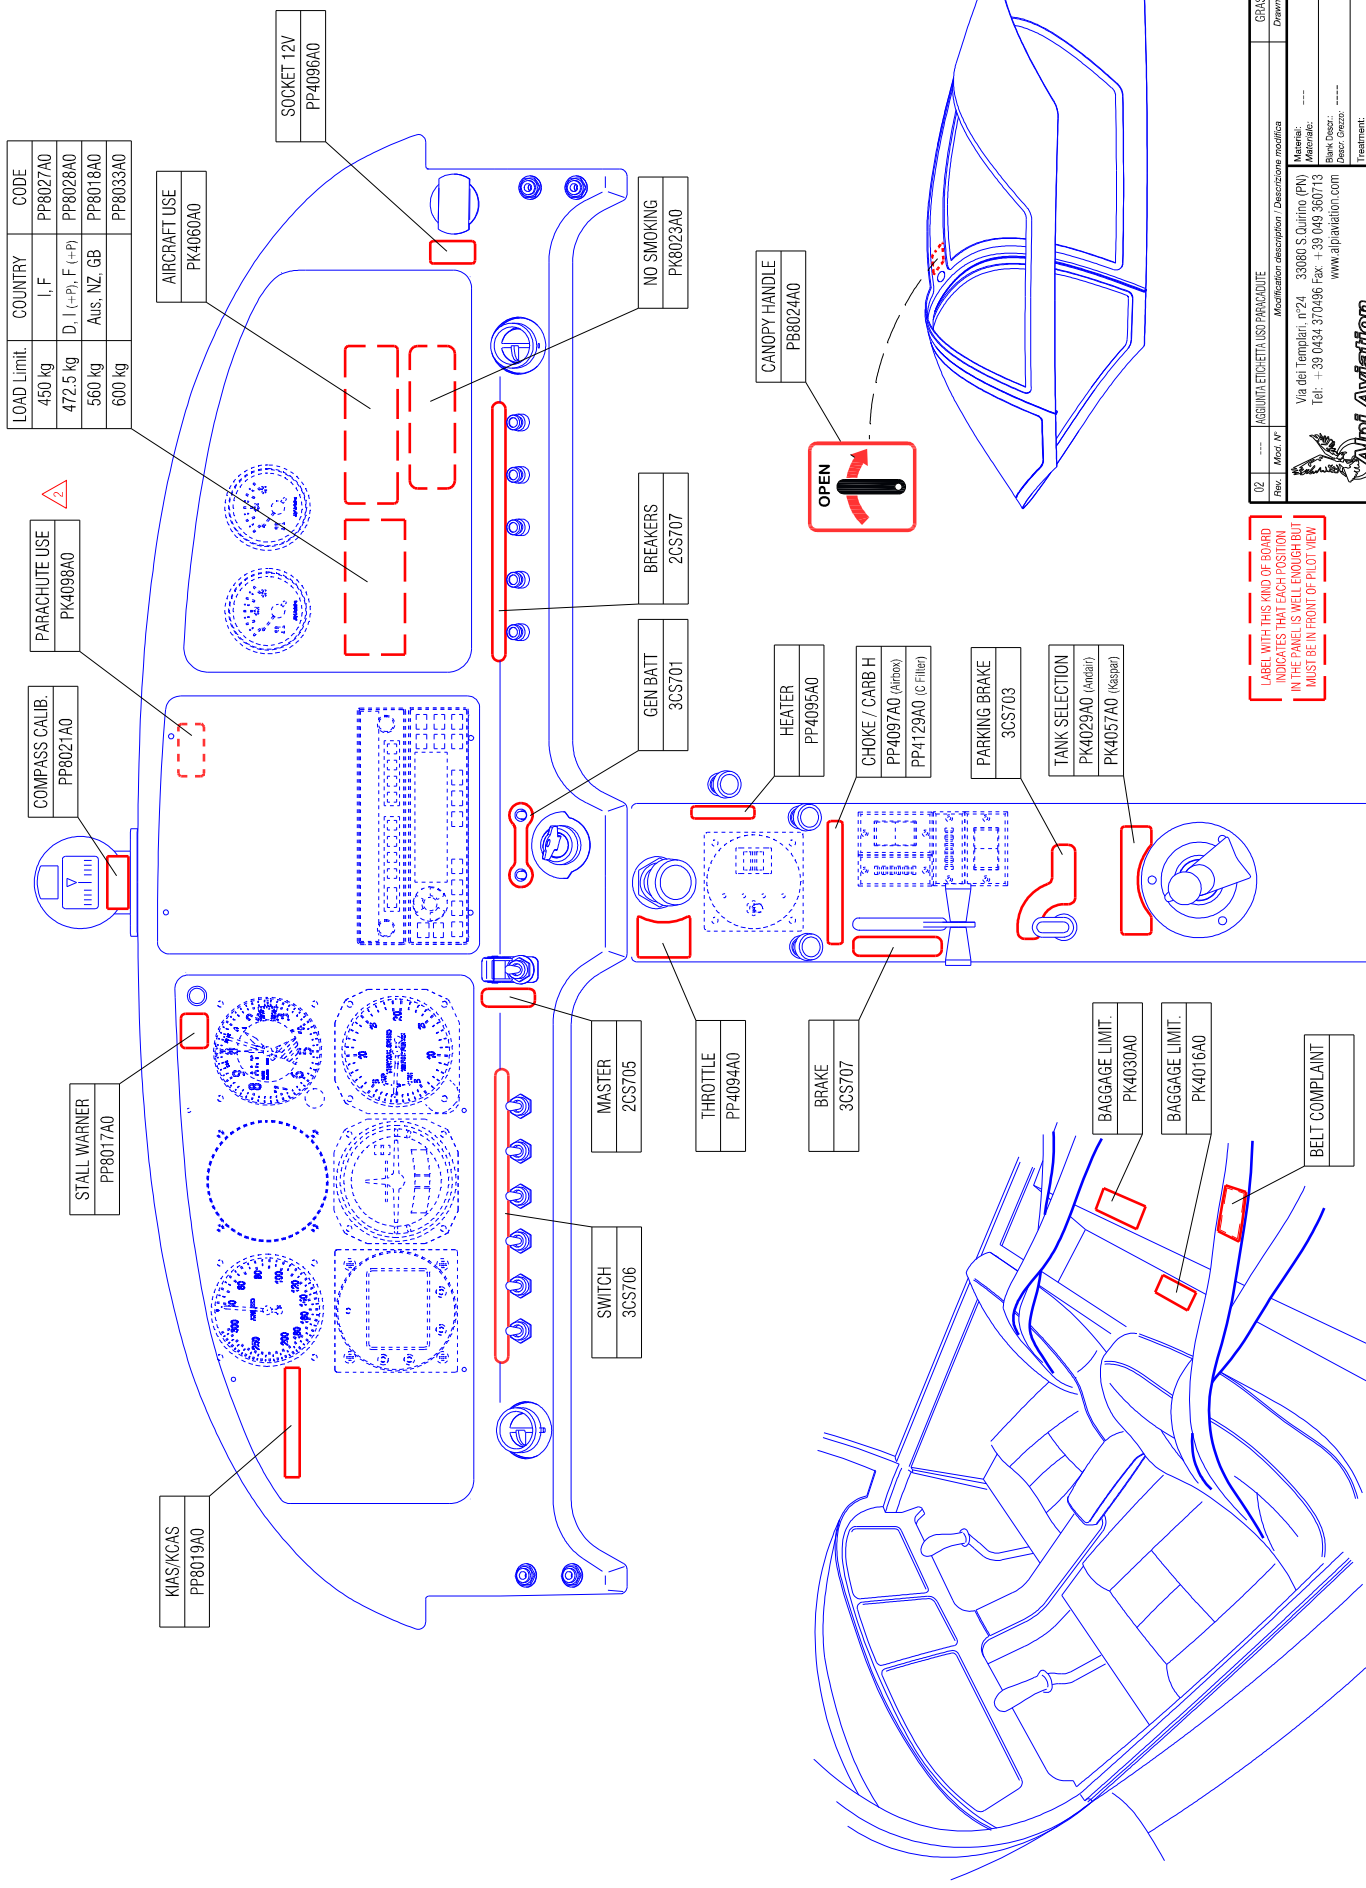 LOAD Limit. COUNTRY CODE
450 kg I, F PP8027A0
472.5 kg D, I (+P), F (+P) PP8028A0
560 kg Aus, NZ, GB PP8018A0
600 kg PP8033A0
SOCKET 12V
PP4096A0
AIRCRAFT USE
PK4060A0
NO SMOKING
PK8023A0
2
PARACHUTE USE
PK4098A0
COMPASS CALIB.
PP8021A0
STALL WARNER
PP8017A0
KIAS/KCAS
PP8019A0
SWITCH
3CS706
MASTER
2CS705
GEN BATT
3CS701
BREAKERS
2CS707
THROTTLE
PP4094A0
BRAKE
3CS707
HEATER
PP4095A0
CHOKE / CARB H
PP4097A0 (Airbox)
PP4129A0 (C Filter)
PARKING BRAKE
3CS703
TANK SELECTION
PK4029A0 (Andair)
PK4057A0 (Kaspar)
CANOPY HANDLE
PB8024A0
OPEN
BAGGAGE LIMIT.
PK4030A0
BAGGAGE LIMIT.
PK4016A0
BELT COMPLAINT
LABEL WITH THIS KIND OF BOARD
INDICATES THAT EACH POSITION
IN THE PANEL IS WELL ENOUGH BUT
MUST BE IN FRONT OF PILOT VIEW
02 --- AGGIUNTA ETICHETTA USO PARACADUTE GRAS
Rev. Mod. N° Modification description / Descrizione modifica Drawn
Via dei Templari, n°24 33080 S.Quirino (PN)
Tel: +39 0434 370496 Fax: +39 049 360713
www.alpiaviation.com
Alpi Aviation
Material: ---
Materiale:
Blank Descr.: ----
Descr. Grezzo:
Treatment: